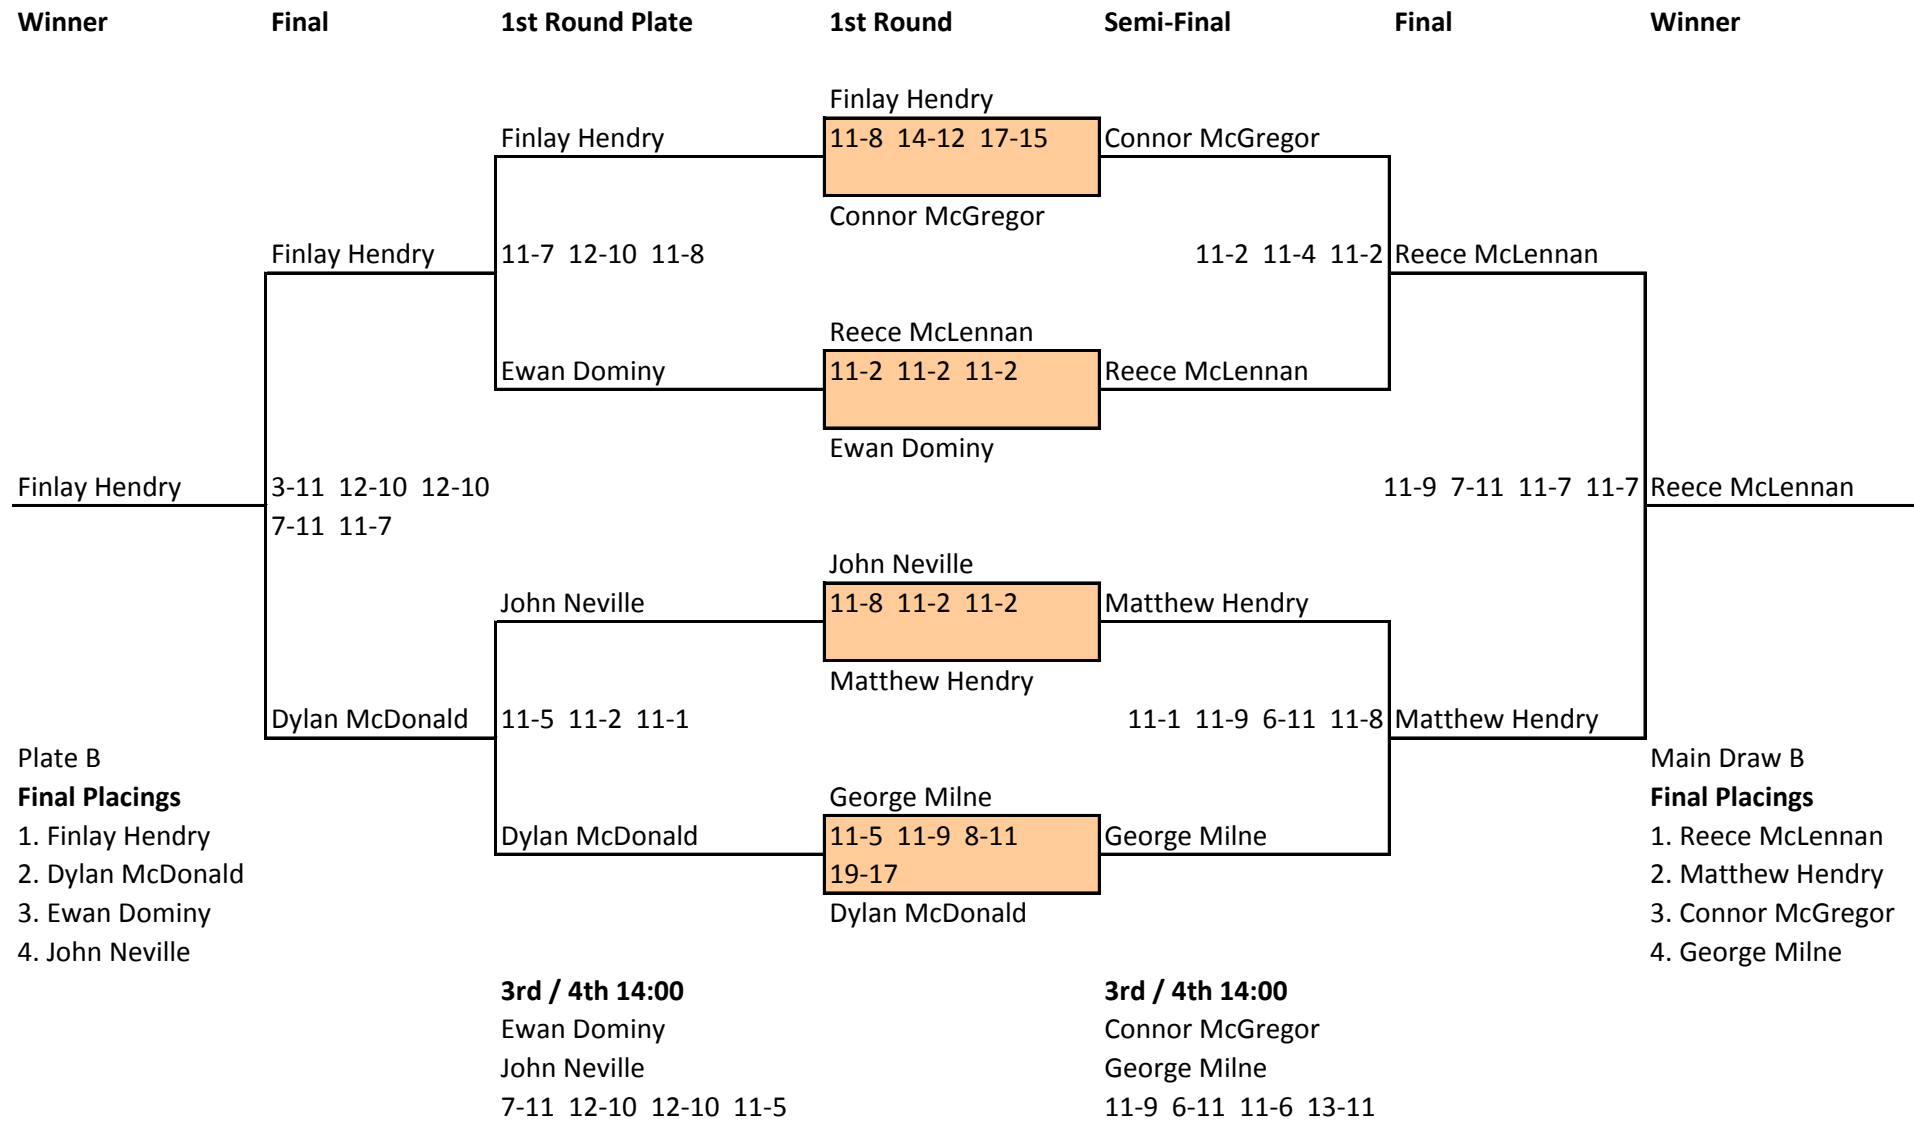 Winner Final 1st Round Plate 1st Round Semi-Final Final Winner
Finlay Hendry
Finlay Hendry 11-8 14-12 17-15 Connor McGregor
Connor McGregor
Finlay Hendry 11-7 12-10 11-8 11-2 11-4 11-2 Reece McLennan
Reece McLennan
Ewan Dominy 11-2 11-2 11-2 Reece McLennan
Ewan Dominy
Finlay Hendry 3-11 12-10 12-10 11-9 7-11 11-7 11-7 Reece McLennan
7-11 11-7
John Neville
John Neville 11-8 11-2 11-2 Matthew Hendry
Matthew Hendry
Dylan McDonald 11-5 11-2 11-1 11-1 11-9 6-11 11-8 Matthew Hendry
Plate B Main Draw B
Final Placings George Milne Final Placings
1. Finlay Hendry Dylan McDonald 11-5 11-9 8-11 George Milne 1. Reece McLennan
2. Dylan McDonald 19-17 2. Matthew Hendry
3. Ewan Dominy Dylan McDonald 3. Connor McGregor
4. John Neville 4. George Milne
3rd / 4th 14:00 3rd / 4th 14:00
Ewan Dominy Connor McGregor
John Neville George Milne
7-11 12-10 12-10 11-5 11-9 6-11 11-6 13-11